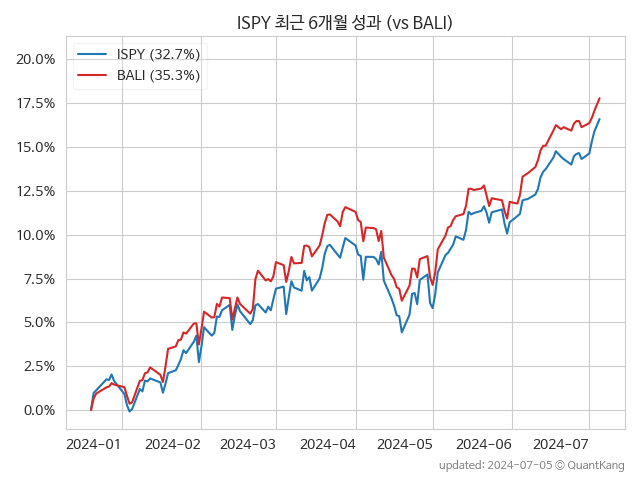 ISPY 최근 6개월 성과 (vs BALI)
ISPY (32.7%)
BALI (35.3%)
20.0%
17.5%
15.0%
12.5%
10.0%
7.5%
5.0%
2.5%
0.0%
2024-01 2024-02 2024-03 2024-04 2024-05 2024-06 2024-07
updated: 2024-07-05 © QuantKang